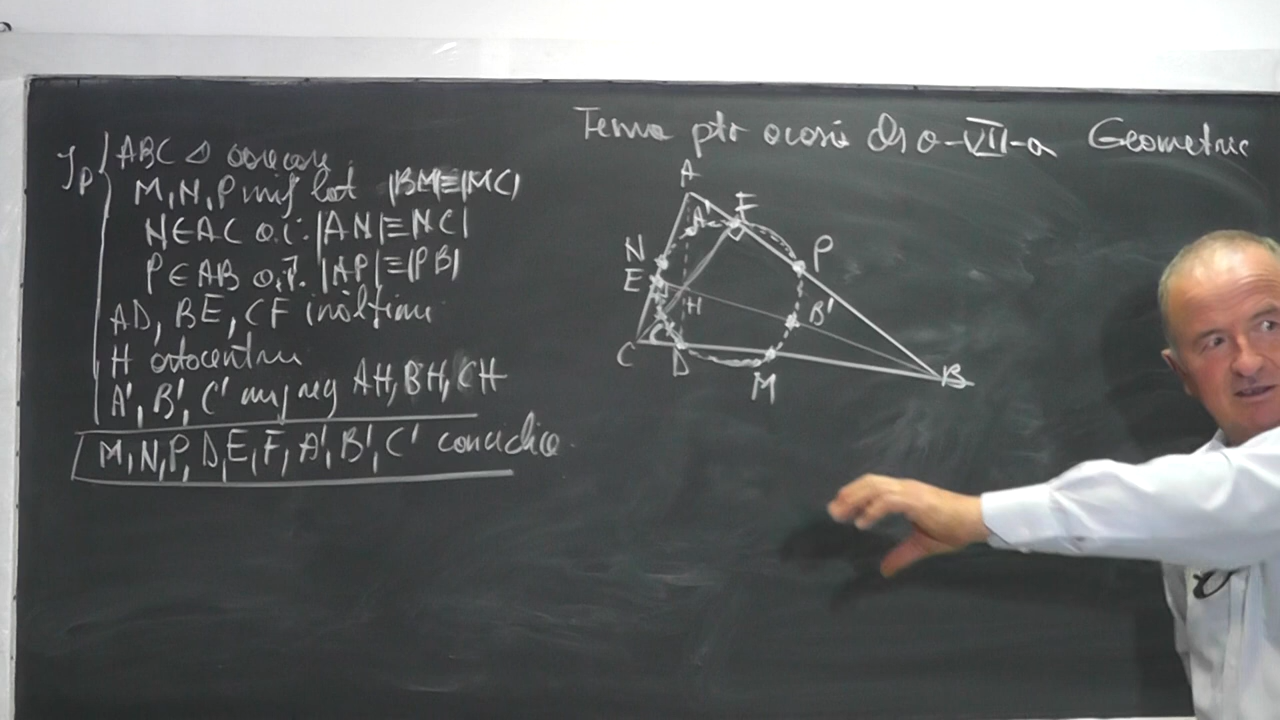 Tema ptr acasă cls a-VII-a Geometrie
Ip ABC Δ oarecare
M, N, P mij lat |BM|≡|MC|
N∈AC a.î. |AN|≡|NC|
P∈AB a.î. |AP|≡|PB|
AD, BE, CF înălțimi
H ortocentru
A', B', C' mij seg AH, BH, CH
M, N, P, D, E, F, A', B', C' conciclice
A
A'
F
N
P
E
H
B'
C'
C
D
M
B